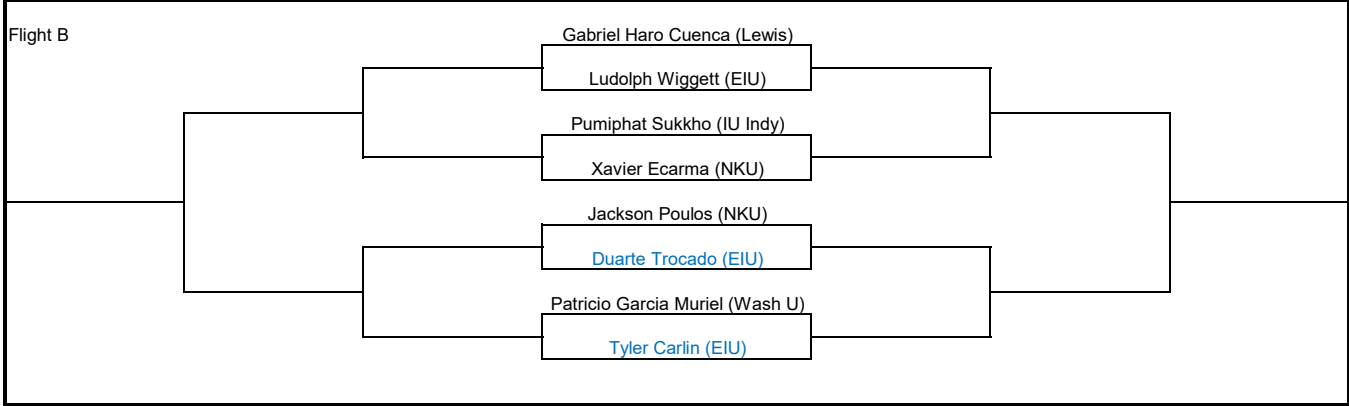 Flight B
Gabriel Haro Cuenca (Lewis)
Ludolph Wiggett (EIU)
Pumiphat Sukkho (IU Indy)
Xavier Ecarma (NKU)
Jackson Poulos (NKU)
Duarte Trocado (EIU)
Patricio Garcia Muriel (Wash U)
Tyler Carlin (EIU)